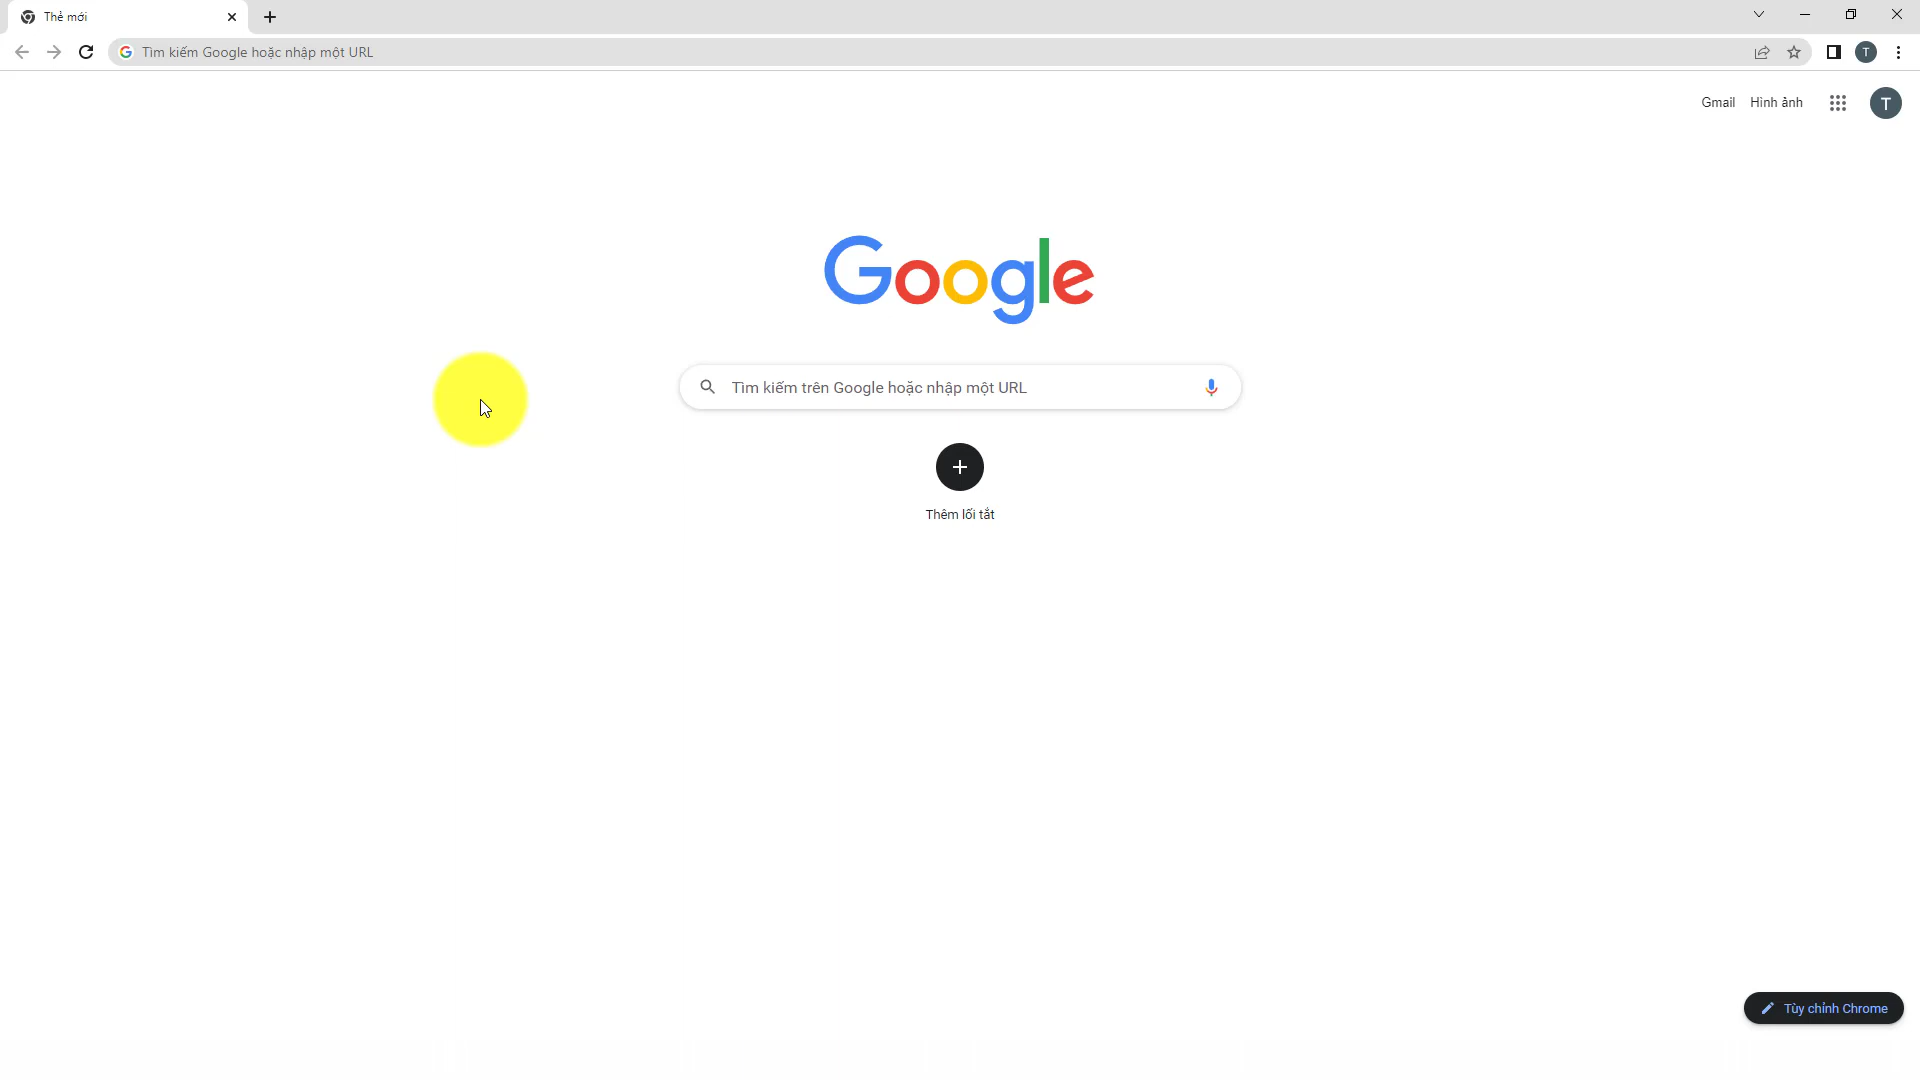 Thẻ mới
Tìm kiếm Google hoặc nhập một URL
T
Gmail Hình ảnh
T
Google
Tìm kiếm trên Google hoặc nhập một URL
Thêm lối tắt
Tùy chỉnh Chrome